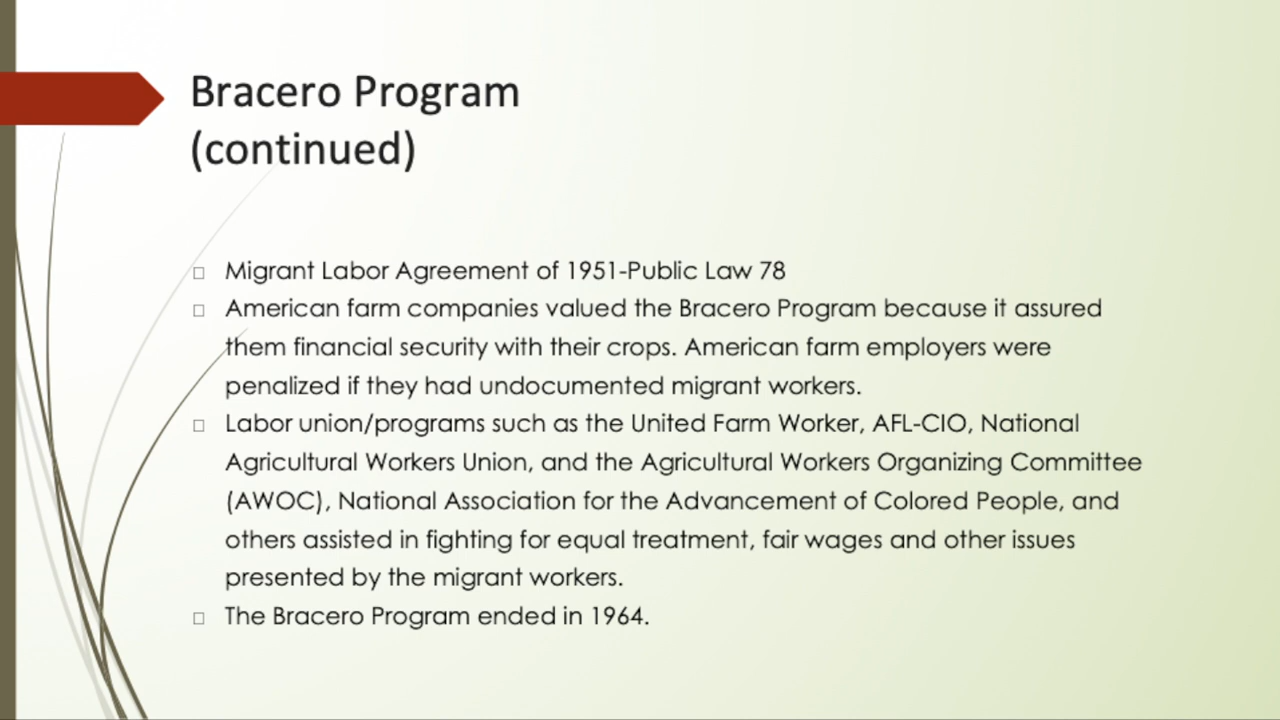 Bracero Program
(continued)
Migrant Labor Agreement of 1951-Public Law 78
American farm companies valued the Bracero Program because it assured
them financial security with their crops. American farm employers were
penalized if they had undocumented migrant workers.
Labor union/programs such as the United Farm Worker, AFL-CIO, National
Agricultural Workers Union, and the Agricultural Workers Organizing Committee
(AWOC), National Association for the Advancement of Colored People, and
others assisted in fighting for equal treatment, fair wages and other issues
presented by the migrant workers.
The Bracero Program ended in 1964.